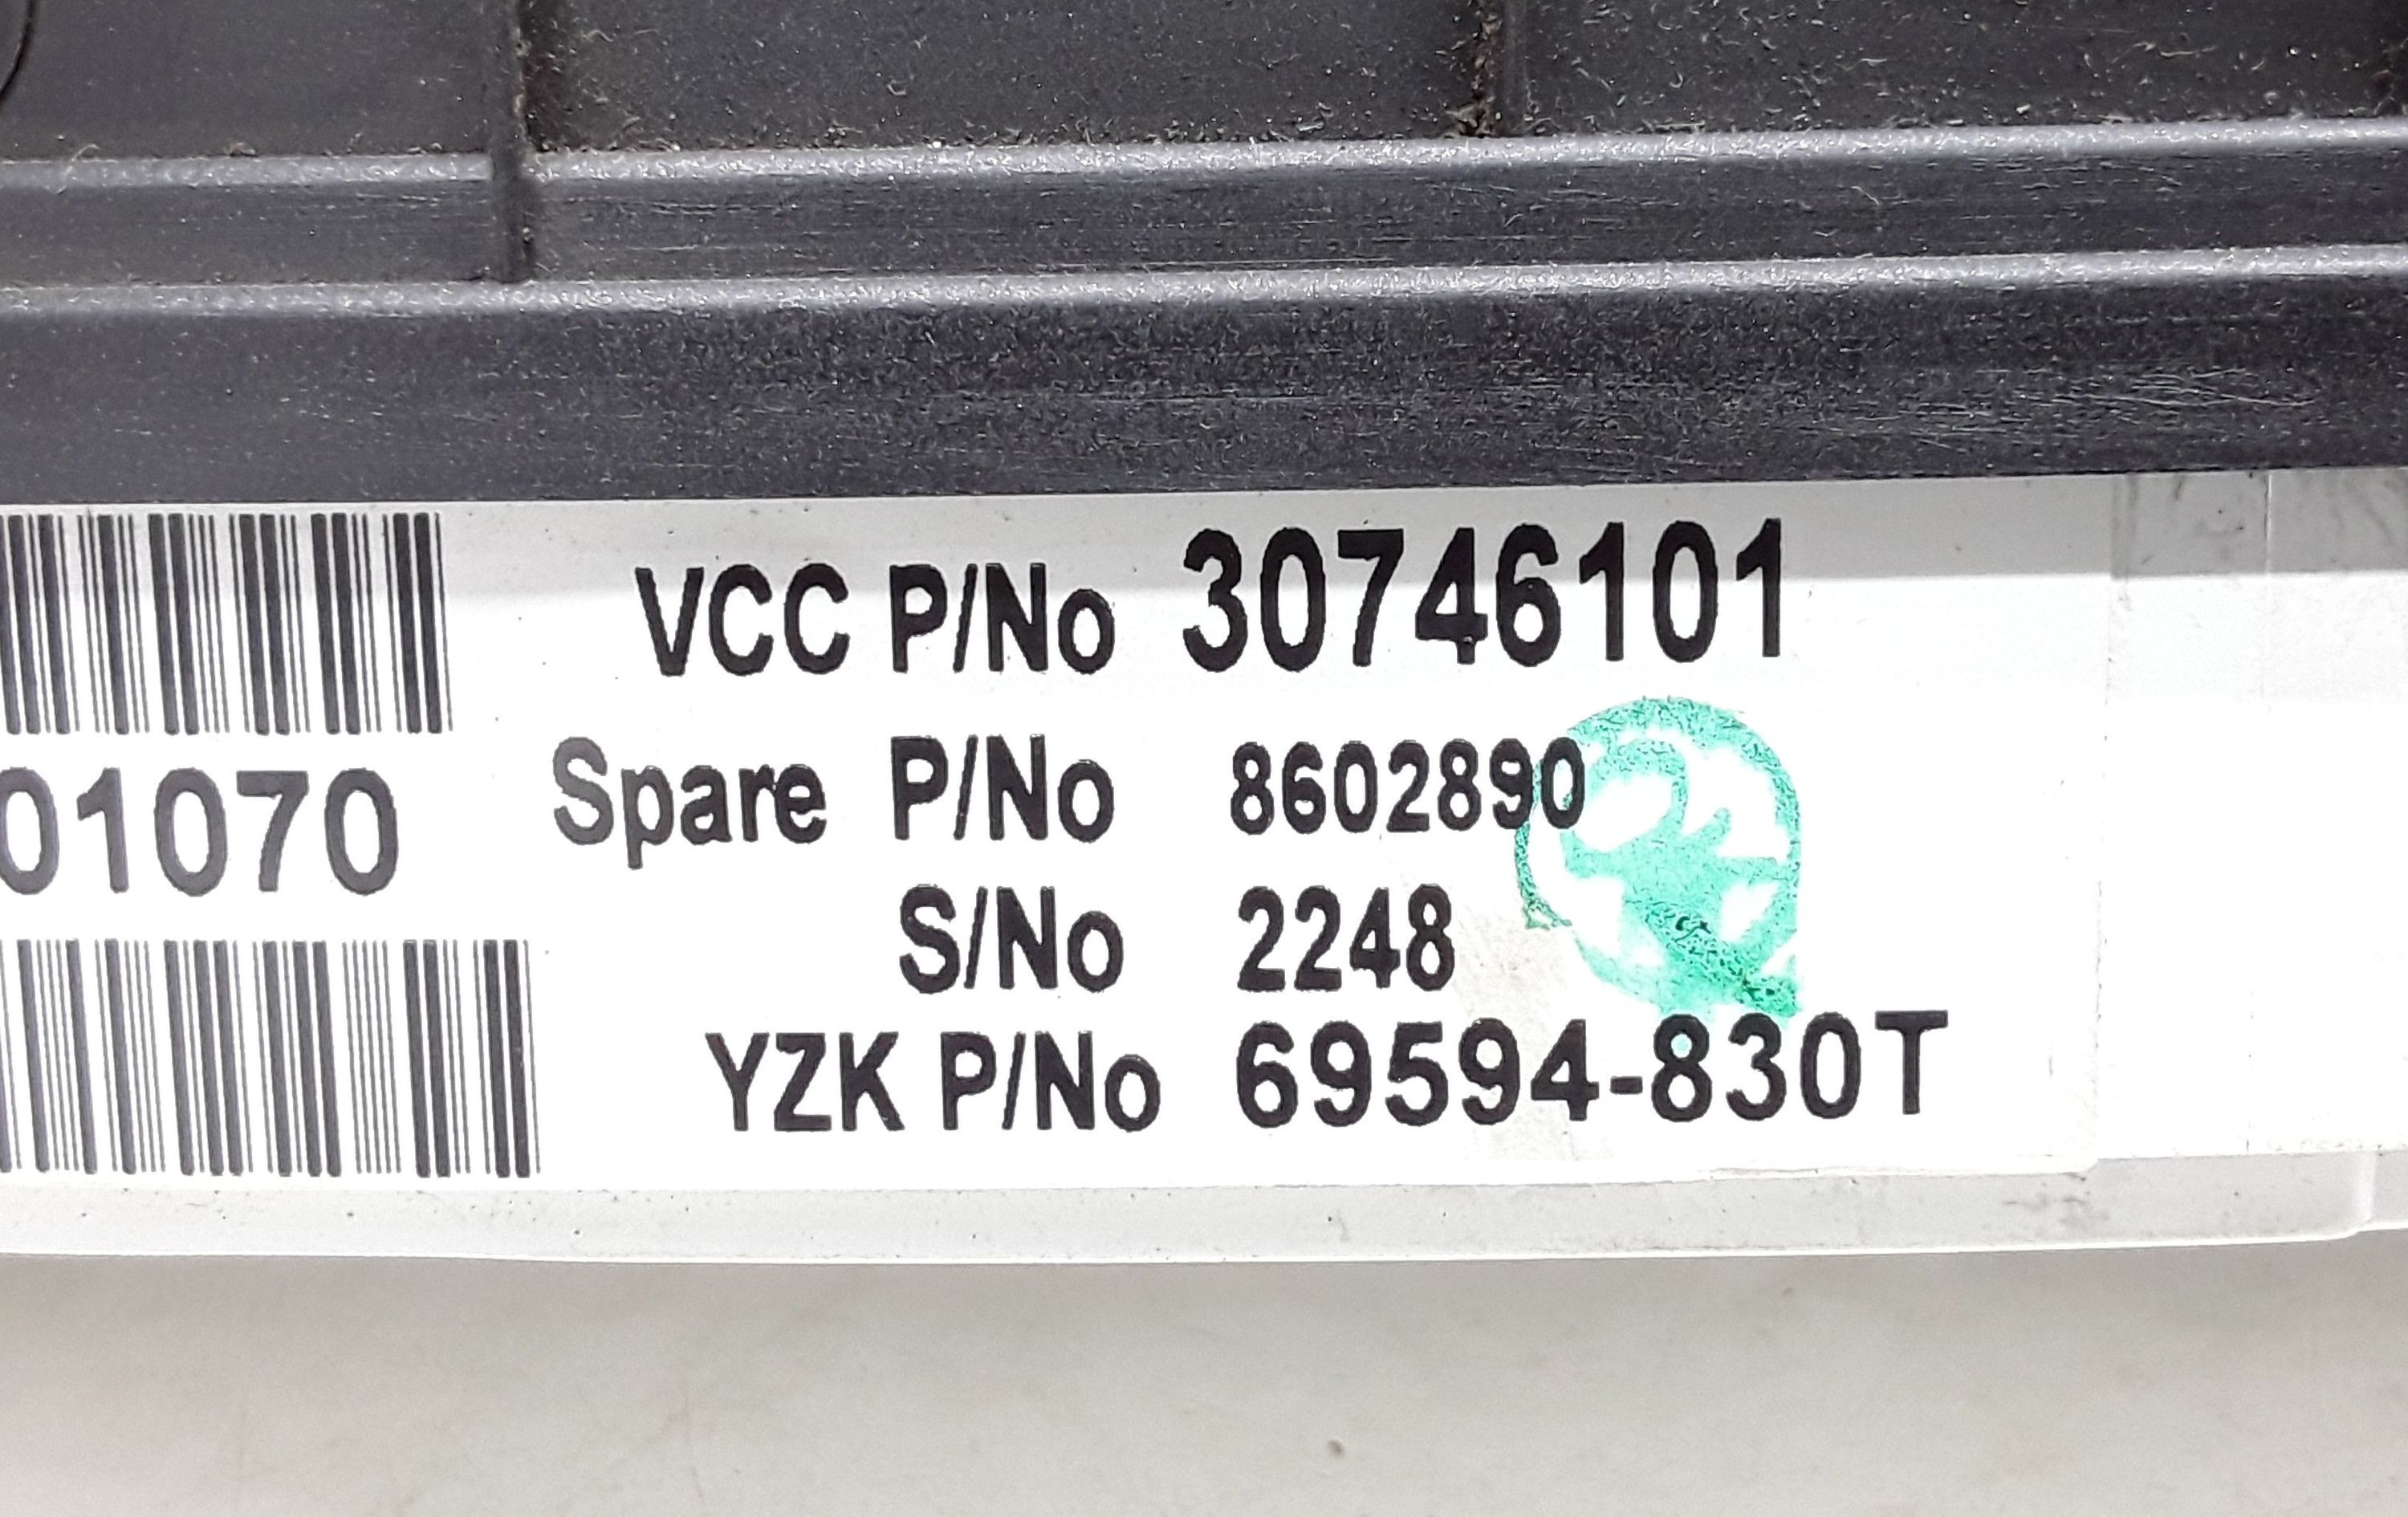 VCC P/No 30746101
01070
Spare P/No 8602890
S/No 2248
YZK P/No 69594-830T